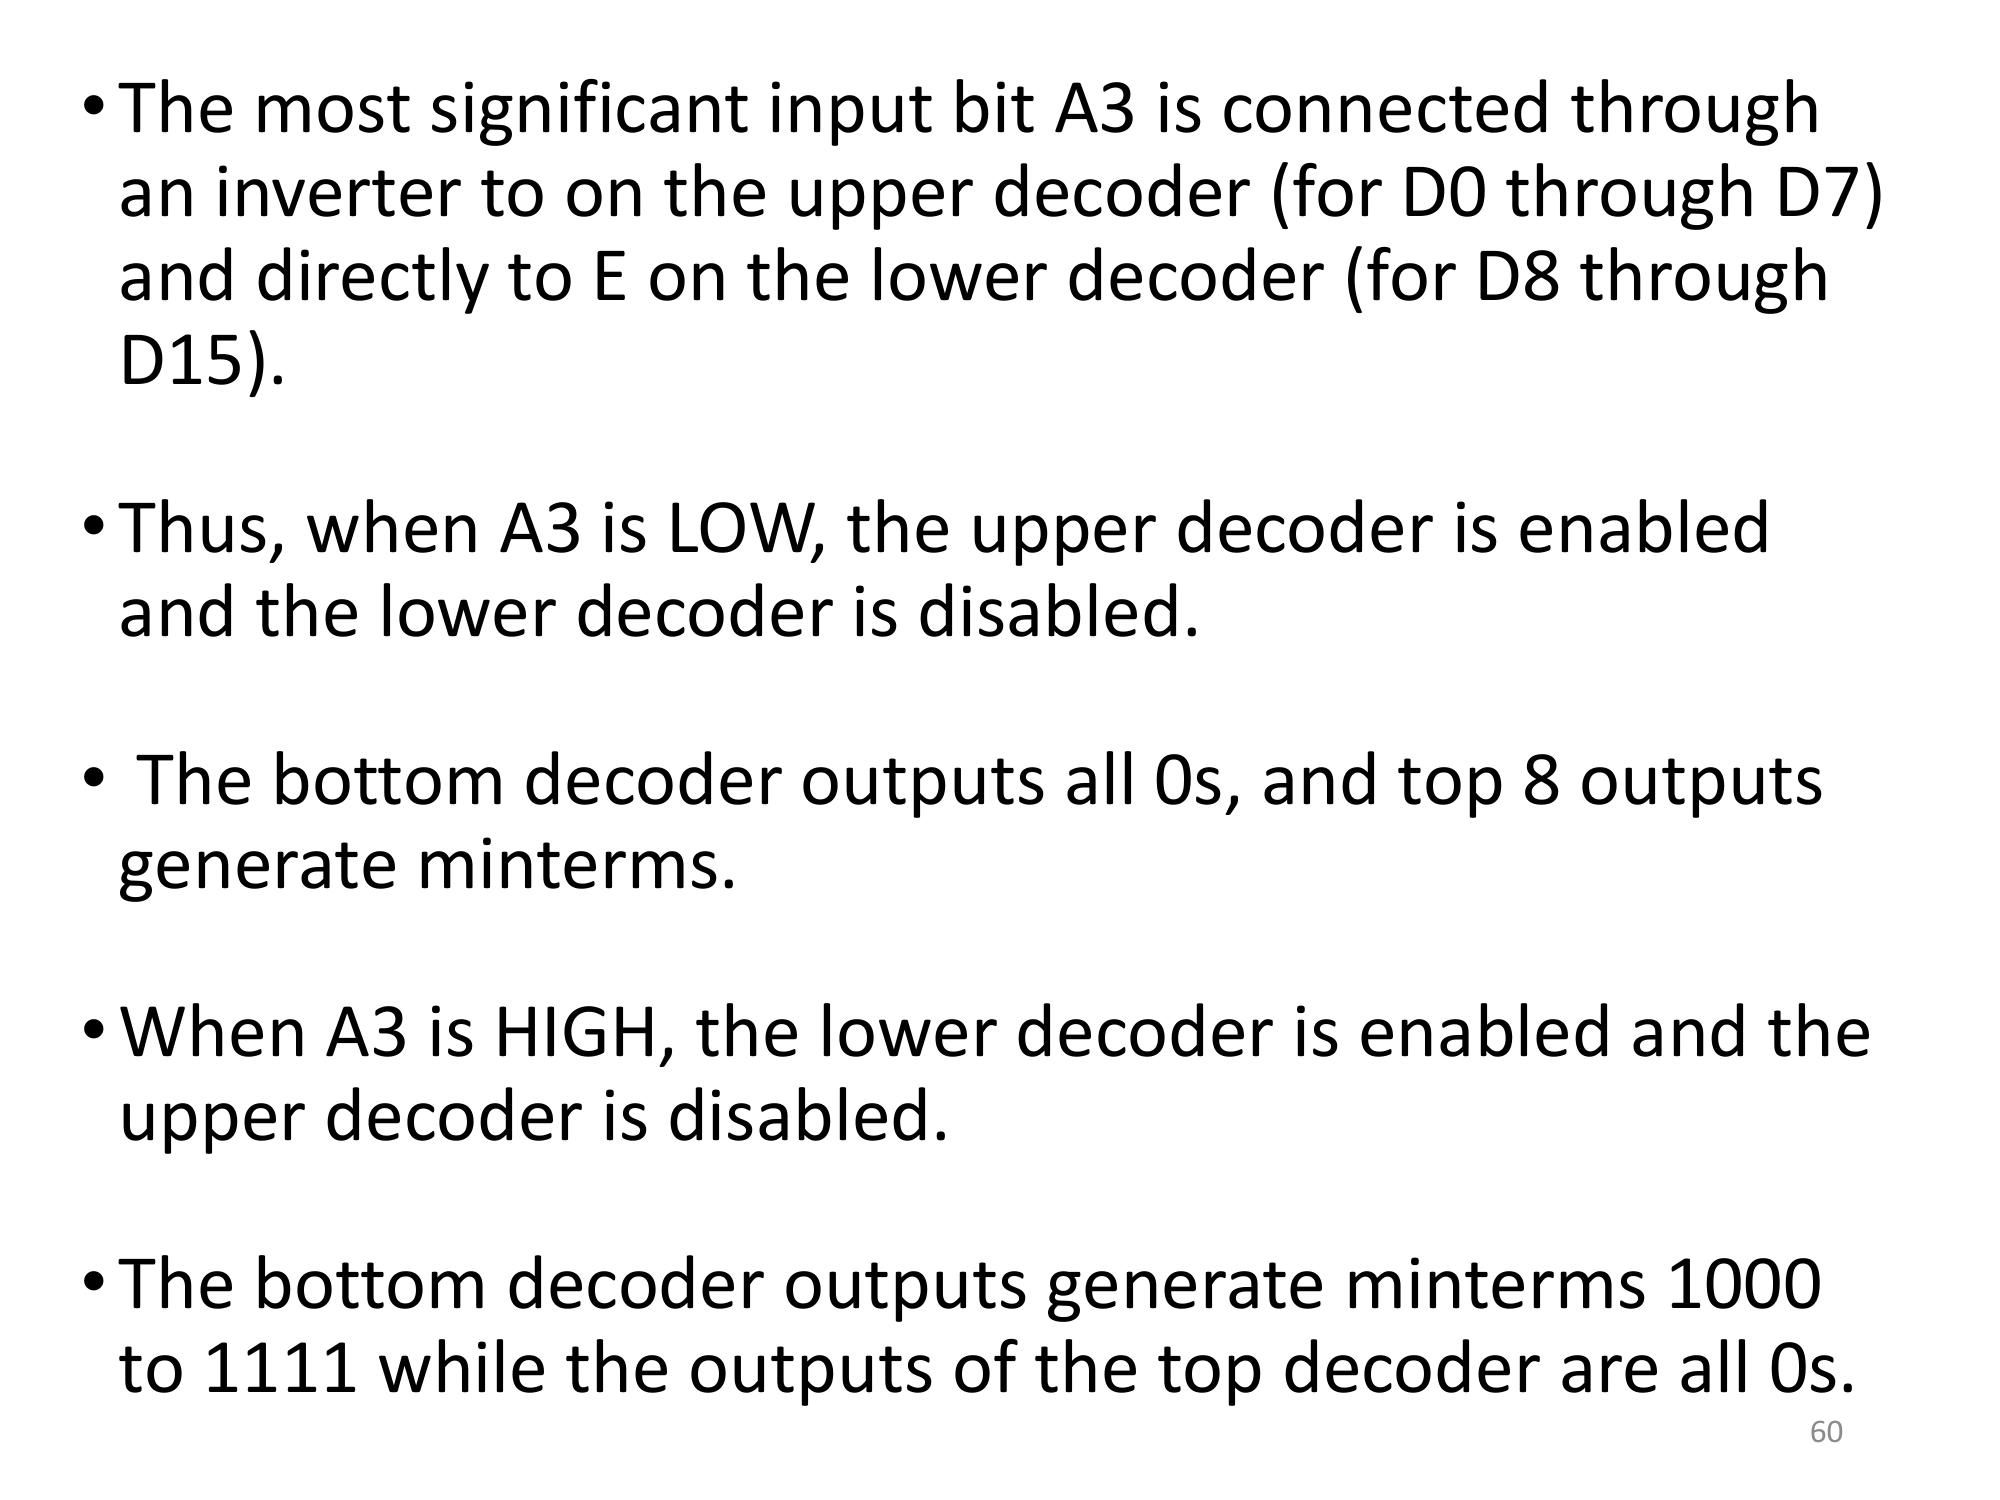 • The most significant input bit A3 is connected through
an inverter to on the upper decoder (for D0 through D7)
and directly to E on the lower decoder (for D8 through
D15).
• Thus, when A3 is LOW, the upper decoder is enabled
and the lower decoder is disabled.
• The bottom decoder outputs all 0s, and top 8 outputs
generate minterms.
• When A3 is HIGH, the lower decoder is enabled and the
upper decoder is disabled.
• The bottom decoder outputs generate minterms 1000
to 1111 while the outputs of the top decoder are all 0s.
60